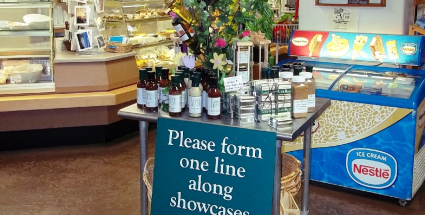 Please form
one line
along
showcases
ICE CREAM
Nestlé